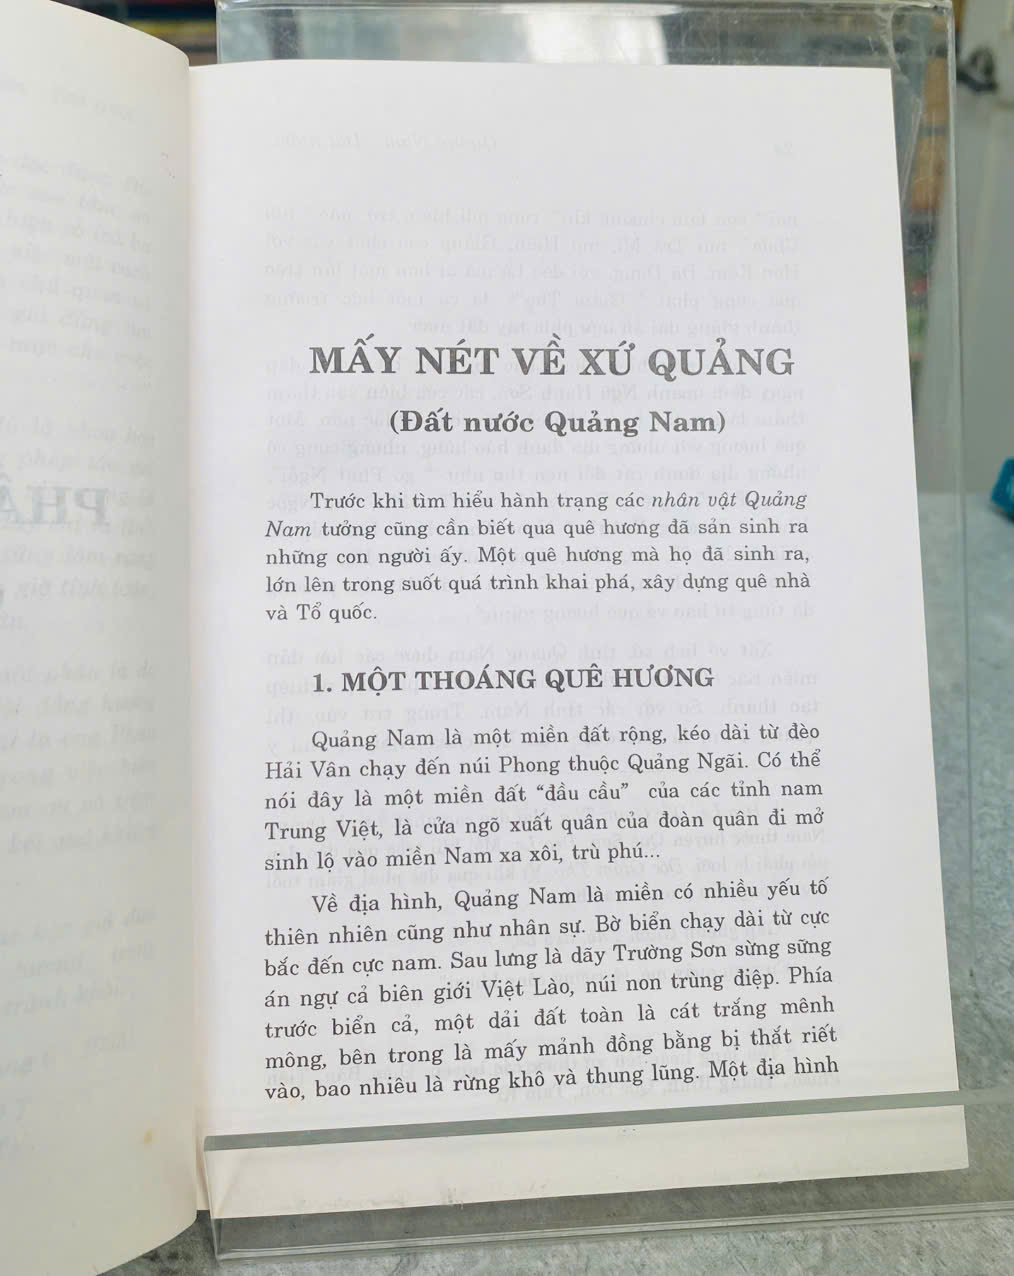 MẤY NÉT VỀ XỨ QUẢNG
(Đất nước Quảng Nam)
Trước khi tìm hiểu hành trạng các nhân vật Quảng
Nam tưởng cũng cần biết qua quê hương đã sản sinh ra
những con người ấy. Một quê hương mà họ đã sinh ra,
lớn lên trong suốt quá trình khai phá, xây dựng quê nhà
và Tổ quốc.
1. MỘT THOÁNG QUÊ HƯƠNG
Quảng Nam là một miền đất rộng, kéo dài từ đèo
Hải Vân chạy đến núi Phong thuộc Quảng Ngãi. Có thể
nói đây là một miền đất “đầu cầu” của các tỉnh nam
Trung Việt, là cửa ngõ xuất quân của đoàn quân đi mở
sinh lộ vào miền Nam xa xôi, trù phú...
Về địa hình, Quảng Nam là miền có nhiều yếu tố
thiên nhiên cũng như nhân sự. Bờ biển chạy dài từ cực
bắc đến cực nam. Sau lưng là dãy Trường Sơn sừng sững
án ngự cả biên giới Việt Lào, núi non trùng điệp. Phía
trước biển cả, một dải đất toàn là cát trắng mênh
mông, bên trong là mấy mảnh đồng bằng bị thắt riết
vào, bao nhiêu là rừng khô và thung lũng. Một địa hình